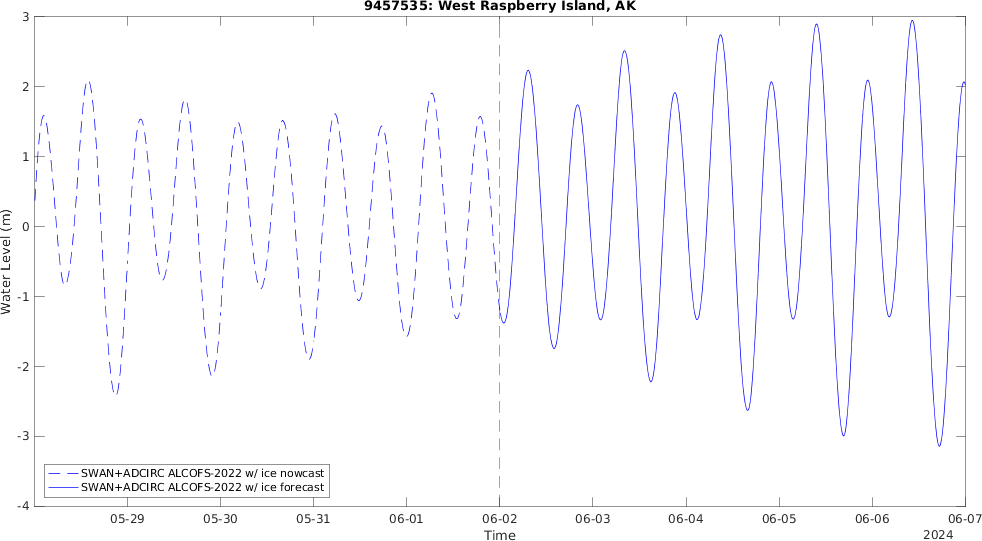 9457535: West Raspberry Island, AK
3
2
1
0
-1
-2
-3
-4
Water Level (m)
SWAN+ADCIRC ALCOFS-2022 w/ ice nowcast
SWAN+ADCIRC ALCOFS-2022 w/ ice forecast
05-29 05-30 05-31 06-01 06-02 06-03 06-04 06-05 06-06 06-07
Time
2024